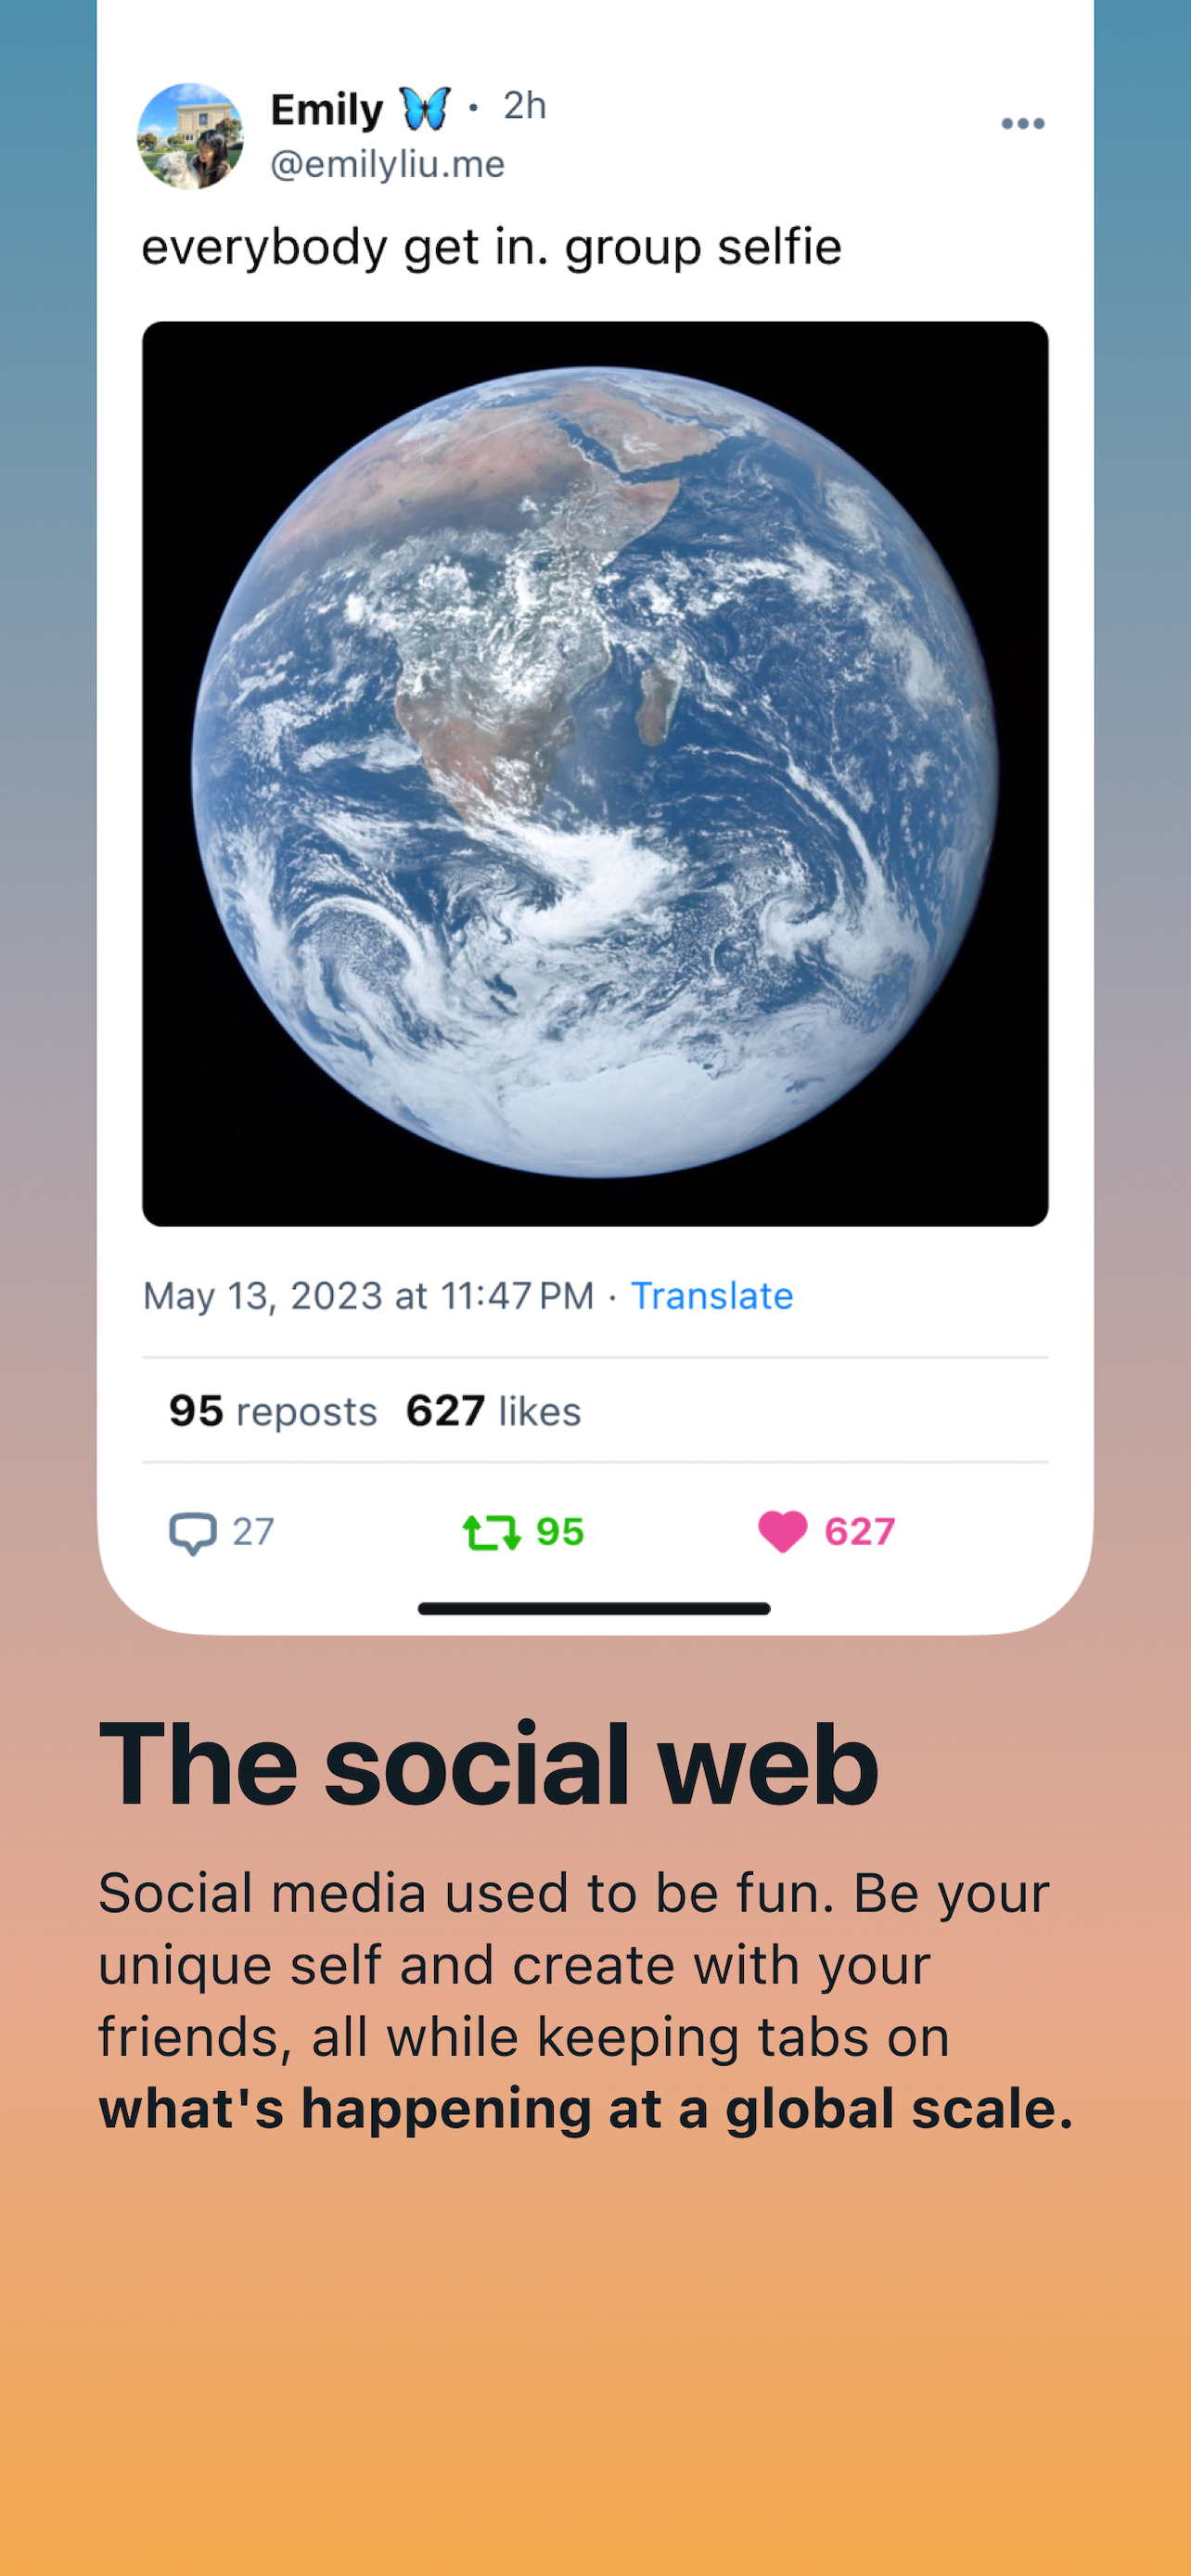 Emily 🦋 · 2h
@emilyliu.me
everybody get in. group selfie
May 13, 2023 at 11:47 PM · Translate
95 reposts 627 likes
27 95 627
The social web
Social media used to be fun. Be your
unique self and create with your
friends, all while keeping tabs on
what's happening at a global scale.